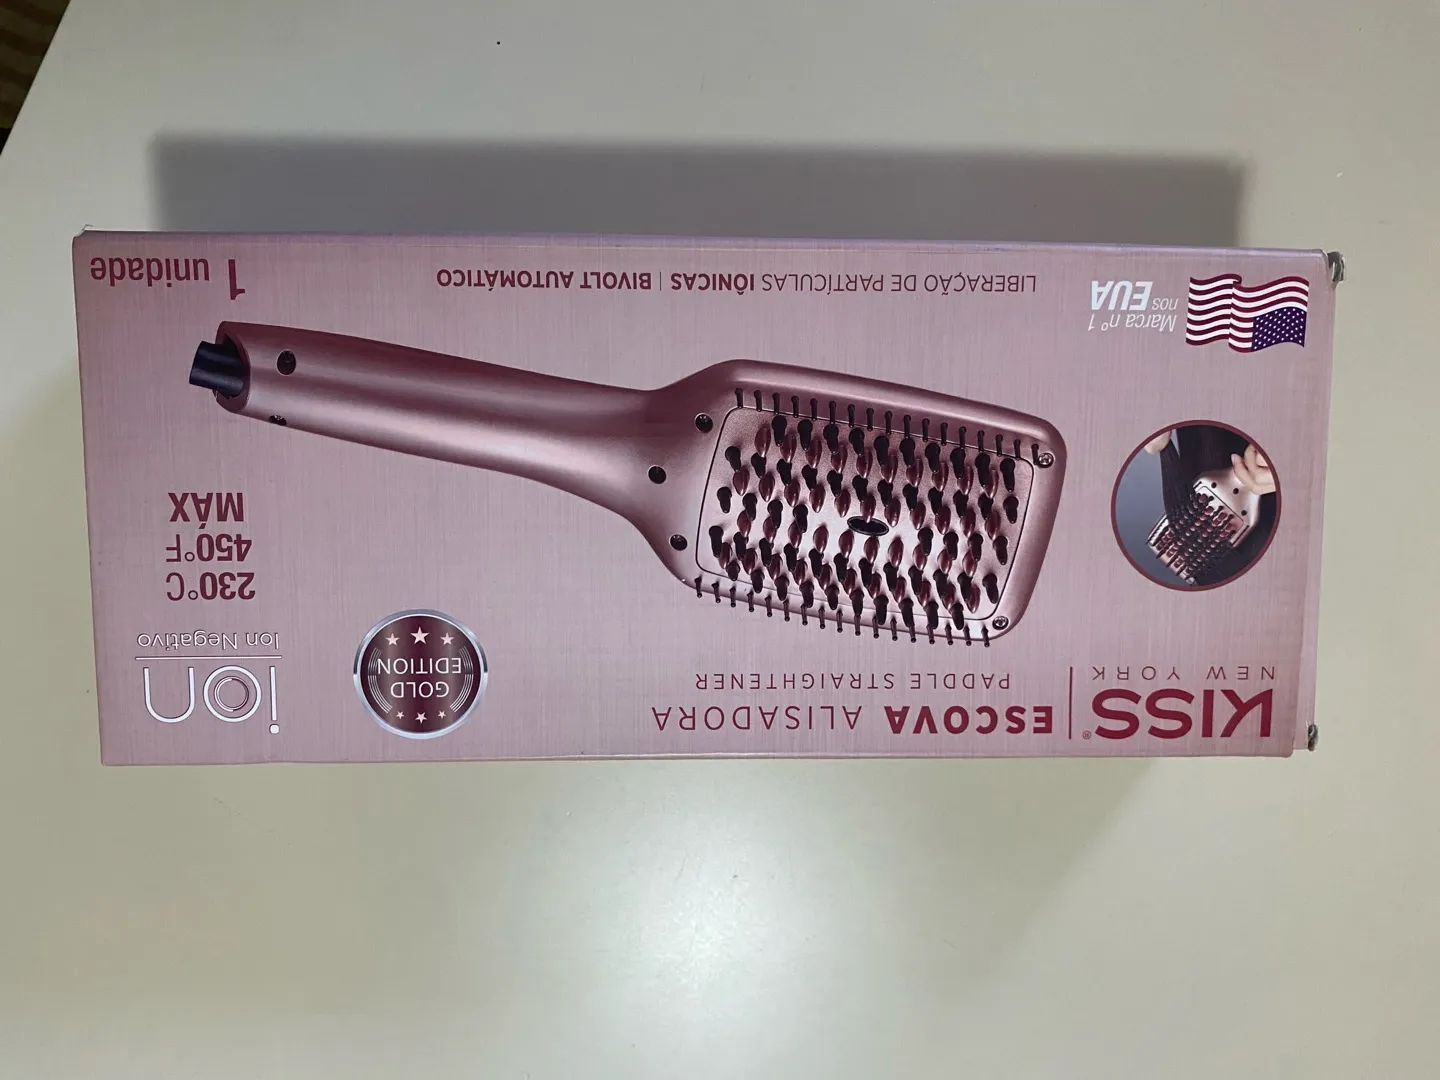 KISS®
NEW YORK
ESCOVA ALISADORA
PADDLE STRAIGHTENER
GOLD
EDITION
ion
Ion Negativo
230°C
450°F
MÁX
Marca nº 1
nos EUA
LIBERAÇÃO DE PARTÍCULAS IÔNICAS | BIVOLT AUTOMÁTICO
1 unidade